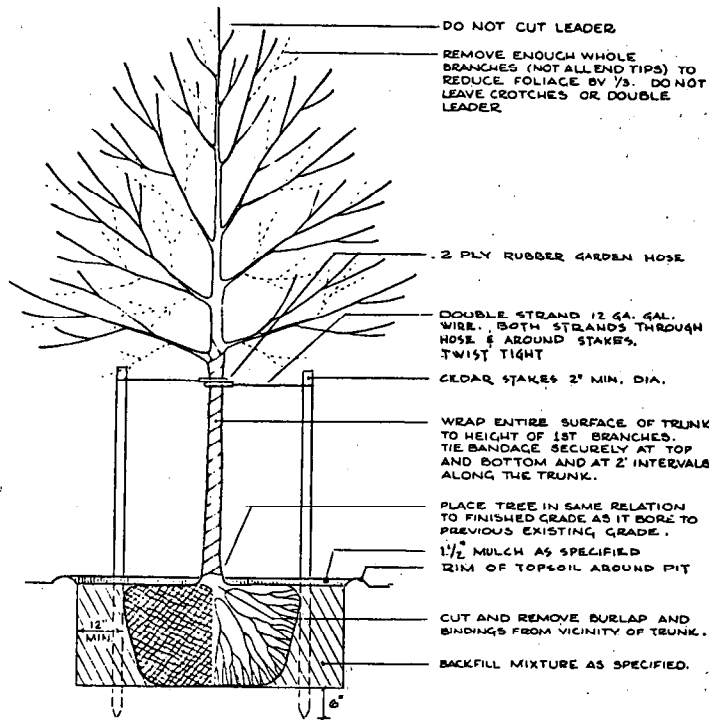 DO NOT CUT LEADER
REMOVE ENOUGH WHOLE
BRANCHES (NOT ALL END TIPS) TO
REDUCE FOLIAGE BY 1/3. DO NOT
LEAVE CROTCHES OR DOUBLE
LEADER
2 PLY RUBBER GARDEN HOSE
DOUBLE STRAND 12 GA. GAL.
WIRE., BOTH STRANDS THROUGH
HOSE & AROUND STAKES.
TWIST TIGHT
CEDAR STAKES 2" MIN. DIA.
WRAP ENTIRE SURFACE OF TRUNK
TO HEIGHT OF 1ST BRANCHES.
TIE BANDAGE SECURELY AT TOP
AND BOTTOM AND AT 2' INTERVALS
ALONG THE TRUNK.
PLACE TREE IN SAME RELATION
TO FINISHED GRADE AS IT BORE TO
PREVIOUS EXISTING GRADE.
1 1/2" MULCH AS SPECIFIED
RIM OF TOPSOIL AROUND PIT
12"
MIN.
CUT AND REMOVE BURLAP AND
BINDINGS FROM VICINITY OF TRUNK.
BACKFILL MIXTURE AS SPECIFIED.
6"